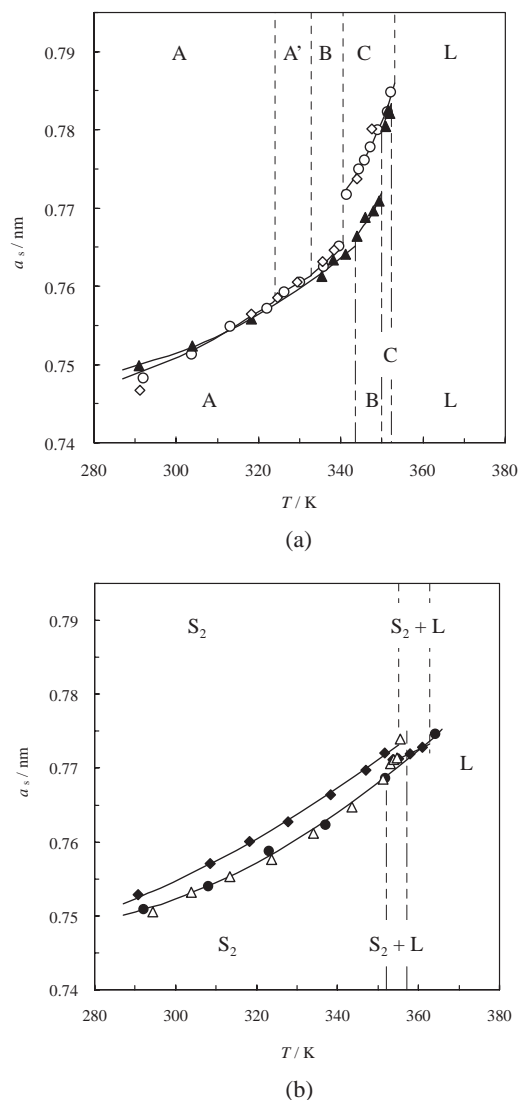 A A’ B C L
0.79
0.78
0.77
0.76
0.75
0.74
a s / nm
C
A B L
280 300 320 340 360 380
T / K
(a)
S2 S2 + L
0.79
0.78
0.77
0.76
0.75
0.74
a s / nm
L
S2 S2 + L
280 300 320 340 360 380
T / K
(b)